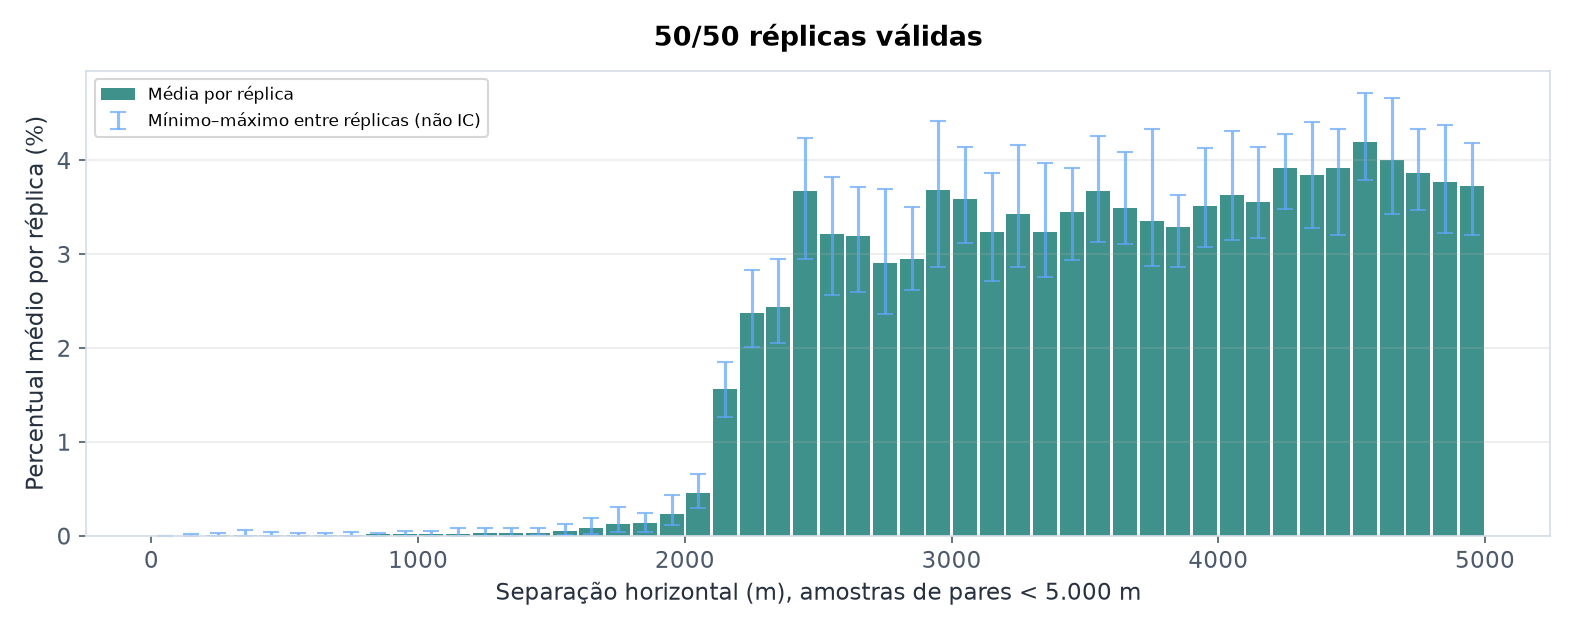 50/50 réplicas válidas
Média por réplica
Mínimo–máximo entre réplicas (não IC)
Percentual médio por réplica (%)
4
3
2
1
0
0 1000 2000 3000 4000 5000
Separação horizontal (m), amostras de pares < 5.000 m